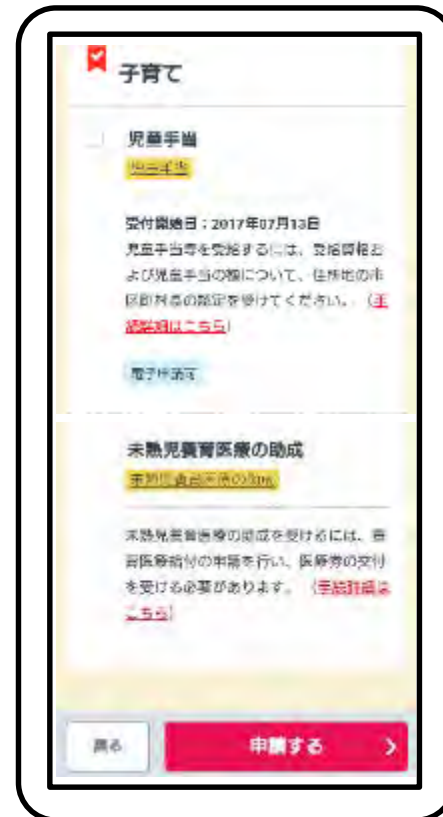 子育て
児童手当
児童手当
受付開始日：2017年07月13日
児童手当等を受給するには、受給資格お
よび児童手当の額について、住所地の市
区町村長の認定を受けてください。（手
続詳細はこちら）
電子申請可
未熟児養育医療の助成
未熟児養育医療の助成
未熟児養育医療の助成を受けるには、養
育医療給付の申請を行い、医療券の交付
を受ける必要があります。（手続詳細は
こちら）
戻る
申請する